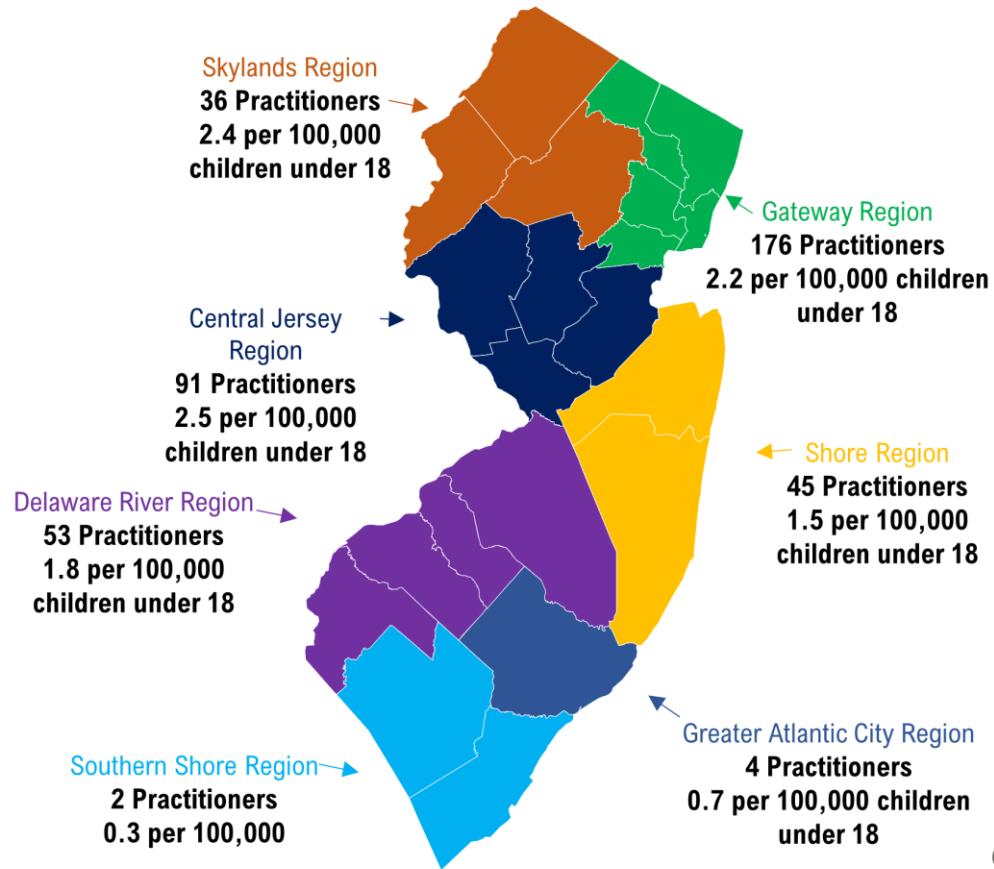 Skylands Region
36 Practitioners
2.4 per 100,000
children under 18
Gateway Region
176 Practitioners
2.2 per 100,000 children
under 18
Central Jersey
Region
91 Practitioners
2.5 per 100,000
children under 18
Shore Region
45 Practitioners
1.5 per 100,000
children under 18
Delaware River Region
53 Practitioners
1.8 per 100,000
children under 18
Greater Atlantic City Region
4 Practitioners
0.7 per 100,000 children
under 18
Southern Shore Region
2 Practitioners
0.3 per 100,000